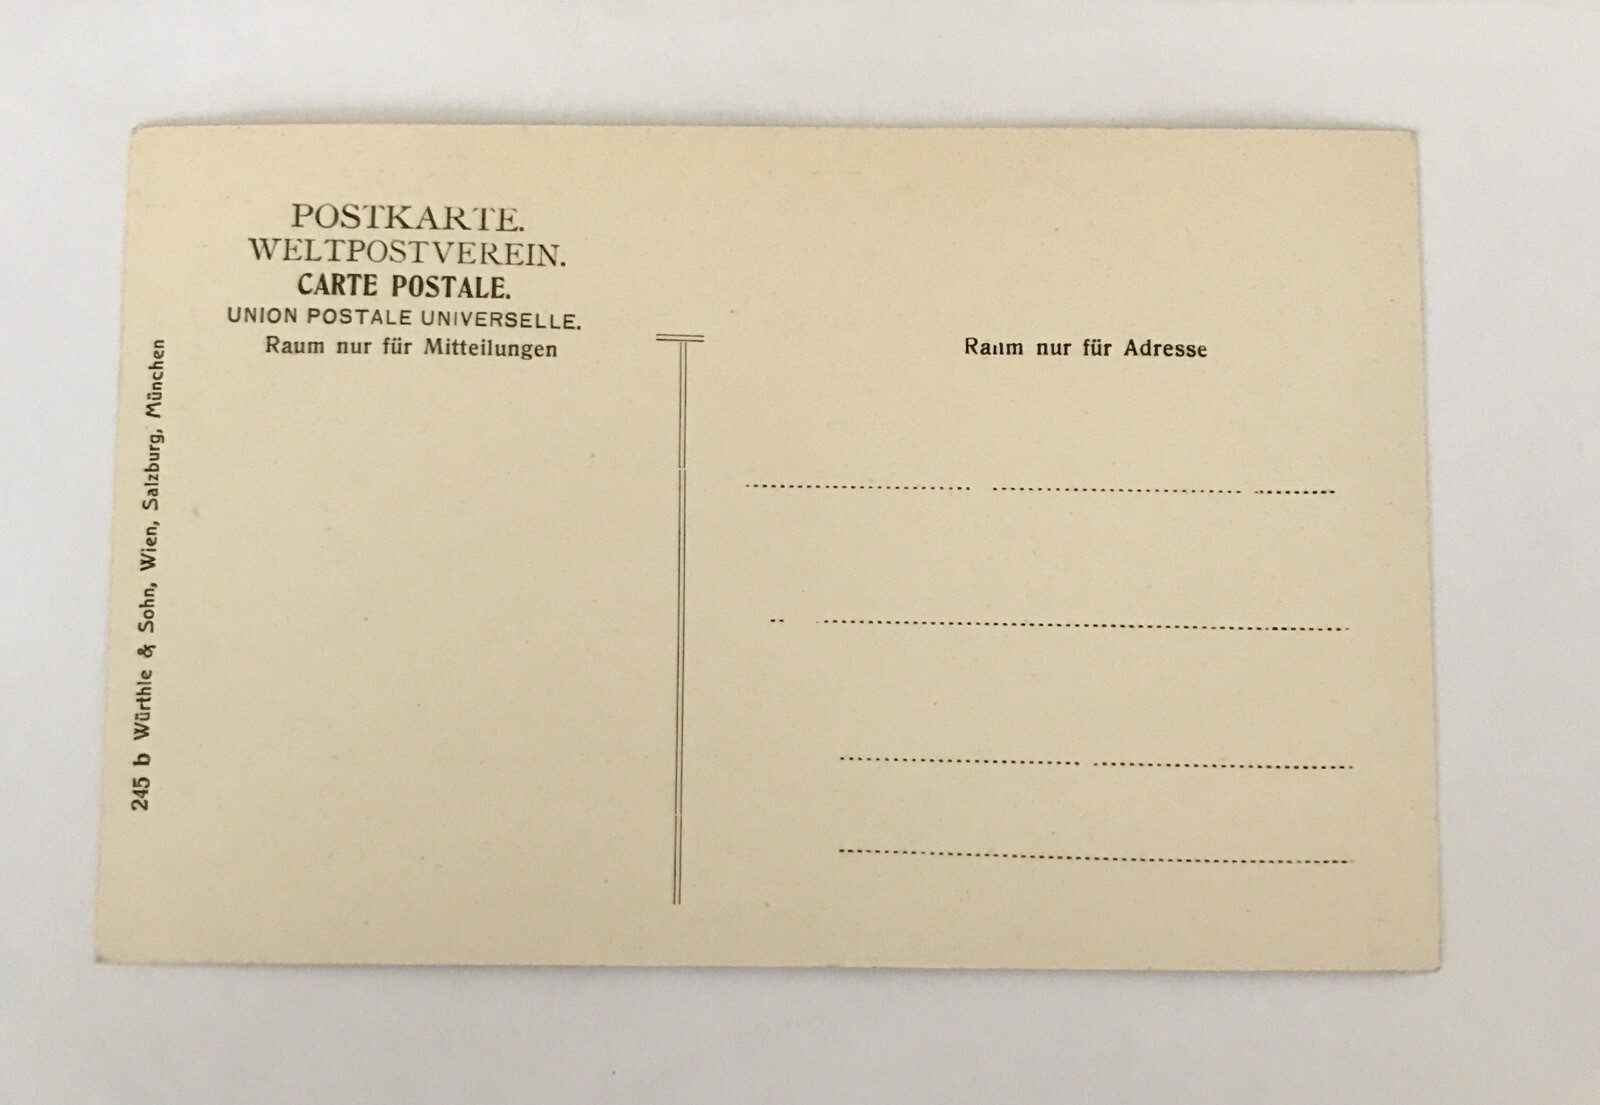 POSTKARTE.
WELTPOSTVEREIN.
CARTE POSTALE.
UNION POSTALE UNIVERSELLE.
Raum nur für Mitteilungen
Raum nur für Adresse
245 b Würthle & Sohn, Wien, Salzburg, München